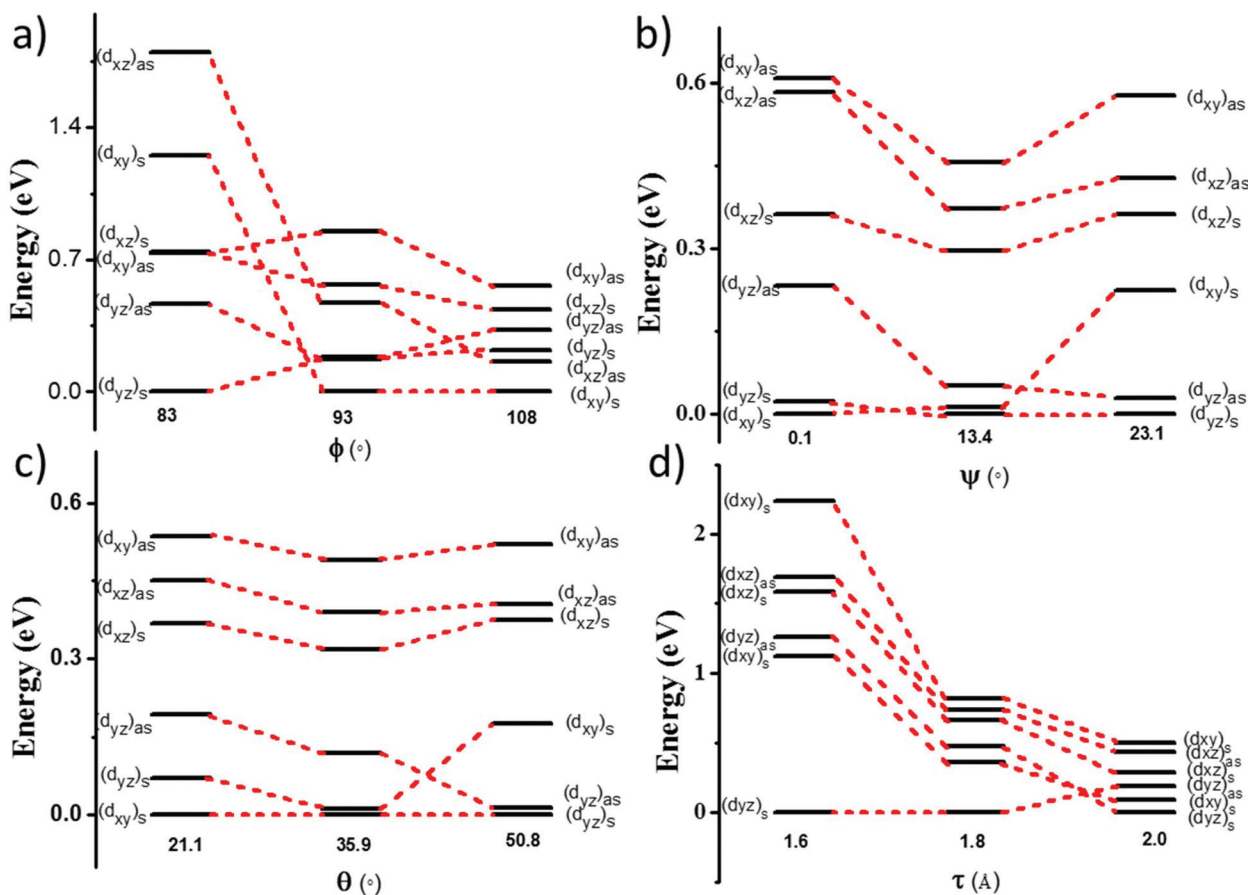 a)
Energy (eV)
1.4
0.7
0.0
(dxz)as
(dxy)s
(dxz)s
(dxy)as
(dyz)as
(dyz)s
(dxy)as
(dxz)s
(dyz)as
(dyz)s
(dxz)as
(dxy)s
83 93 108
ϕ (°)
b)
Energy (eV)
0.6
0.3
0.0
(dxy)as
(dxz)as
(dxz)s
(dyz)as
(dyz)s
(dxy)s
(dxy)as
(dxz)as
(dxz)s
(dxy)s
(dyz)as
(dyz)s
0.1 13.4 23.1
Ψ (°)
c)
Energy (eV)
0.6
0.3
0.0
(dxy)as
(dxz)as
(dxz)s
(dyz)as
(dyz)s
(dxy)s
(dxy)as
(dxz)as
(dxz)s
(dxy)s
(dyz)as
(dyz)s
21.1 35.9 50.8
θ (°)
d)
Energy (eV)
2
1
0
(dxy)s
(dxz)as
(dxz)s
(dyz)as
(dxy)s
(dyz)s
(dxy)s
(dxz)as
(dxz)s
(dyz)as
(dxy)s
(dyz)s
1.6 1.8 2.0
τ (Å)